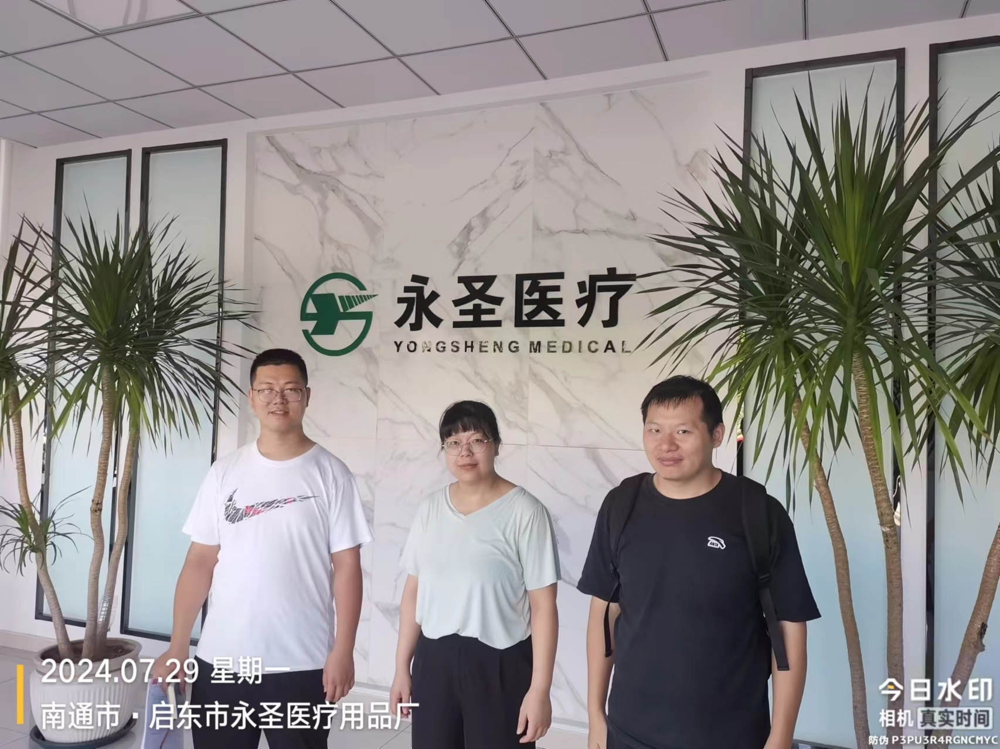 永圣医疗
YONGSHENG MEDICAL
ANTA
2024.07.29 星期一
南通市·启东市永圣医疗用品厂
今日水印
相机 真实时间
防伪 P3PU3R4RGNCMYC